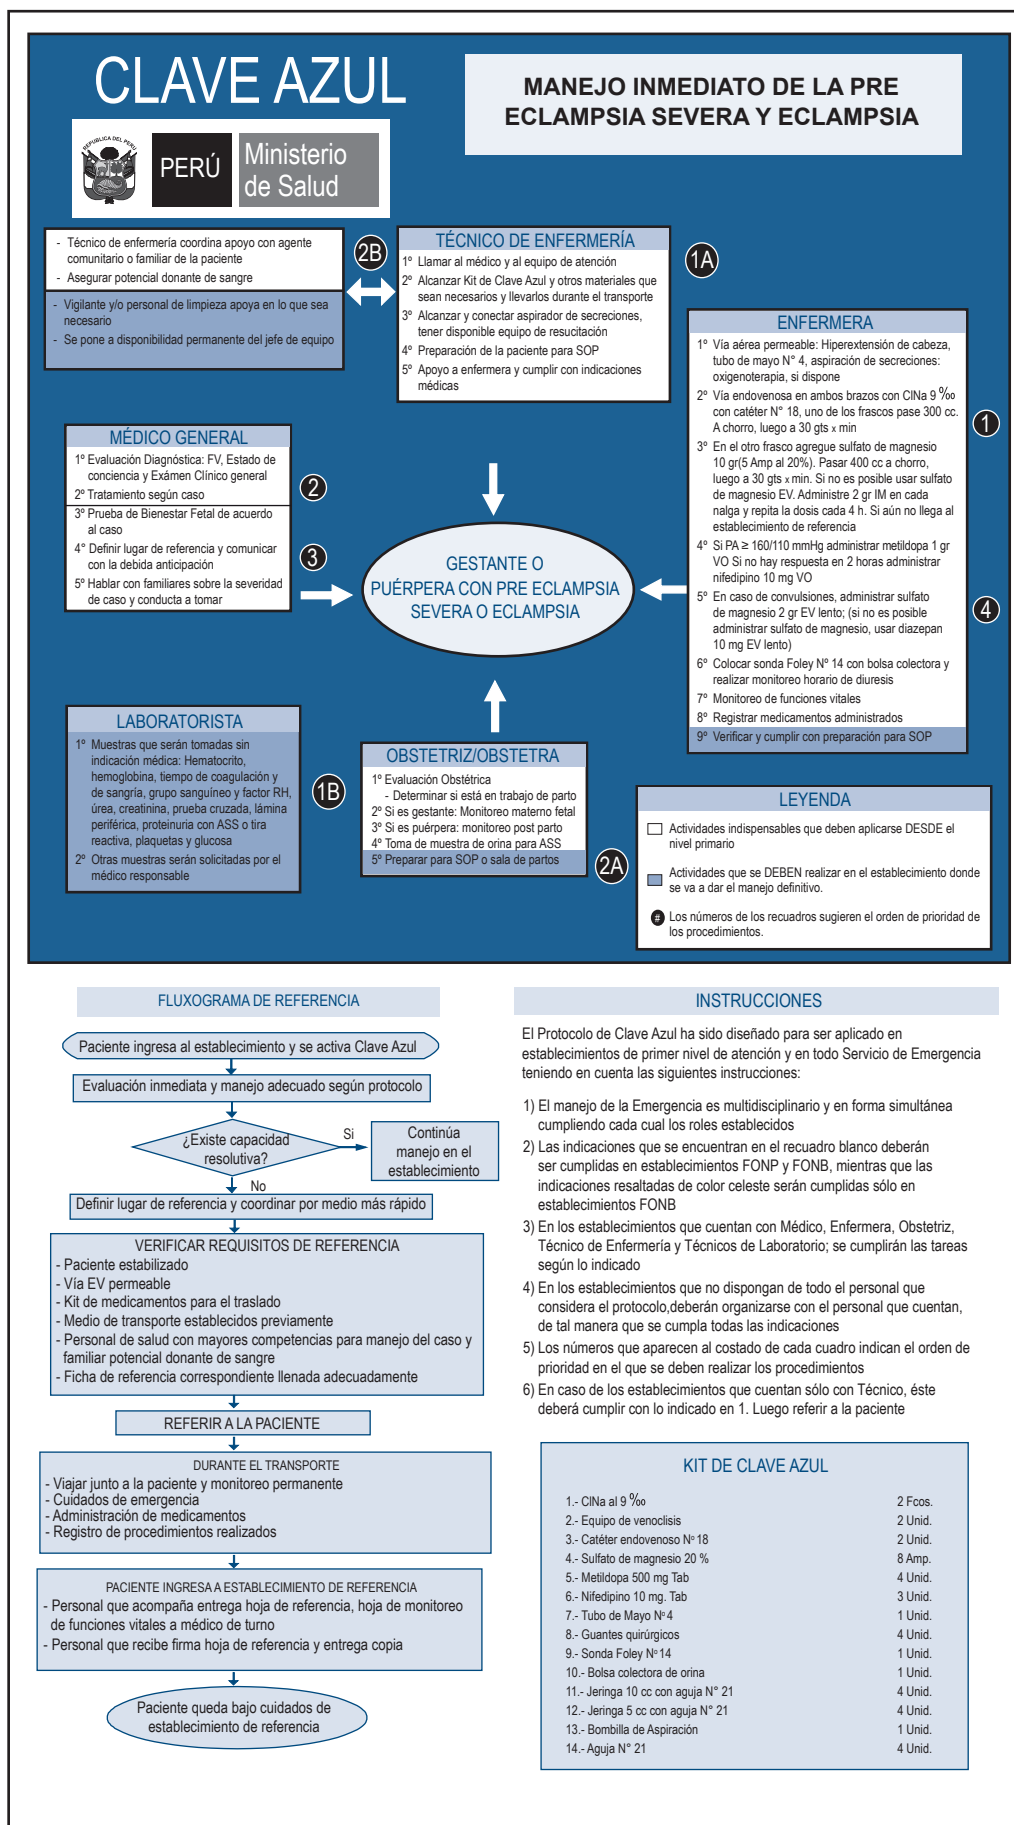 CLAVE AZUL
MANEJO INMEDIATO DE LA PRE
ECLAMPSIA SEVERA Y ECLAMPSIA
REPUBLICA DEL PERU
PERÚ
Ministerio
de Salud
- Técnico de enfermería coordina apoyo con agente
comunitario o familiar de la paciente
- Asegurar potencial donante de sangre
- Vigilante y/o personal de limpieza apoya en lo que sea
necesario
- Se pone a disponibilidad permanente del jefe de equipo
2B
TÉCNICO DE ENFERMERÍA
1º Llamar al médico y al equipo de atención
2º Alcanzar Kit de Clave Azul y otros materiales que
sean necesarios y llevarlos durante el transporte
3º Alcanzar y conectar aspirador de secreciones,
tener disponible equipo de resucitación
4º Preparación de la paciente para SOP
5º Apoyo a enfermera y cumplir con indicaciones
médicas
1A
ENFERMERA
1º Vía aérea permeable: Hiperextensión de cabeza,
tubo de mayo N° 4, aspiración de secreciones:
oxigenoterapia, si dispone
2º Vía endovenosa en ambos brazos con ClNa 9 ‰
con catéter N° 18, uno de los frascos pase 300 cc.
A chorro, luego a 30 gts x min
3º En el otro frasco agregue sulfato de magnesio
10 gr(5 Amp al 20%). Pasar 400 cc a chorro,
luego a 30 gts x min. Si no es posible usar sulfato
de magnesio EV. Administre 2 gr IM en cada
nalga y repita la dosis cada 4 h. Si aún no llega al
establecimiento de referencia
4º Si PA ≥ 160/110 mmHg administrar metildopa 1 gr
VO Si no hay respuesta en 2 horas administrar
nifedipino 10 mg VO
5º En caso de convulsiones, administrar sulfato
de magnesio 2 gr EV lento; (si no es posible
administrar sulfato de magnesio, usar diazepan
10 mg EV lento)
6º Colocar sonda Foley Nº 14 con bolsa colectora y
realizar monitoreo horario de diuresis
7º Monitoreo de funciones vitales
8º Registrar medicamentos administrados
9º Verificar y cumplir con preparación para SOP
1
4
MÉDICO GENERAL
1º Evaluación Diagnóstica: FV, Estado de
conciencia y Exámen Clínico general
2º Tratamiento según caso
3º Prueba de Bienestar Fetal de acuerdo
al caso
4° Definir lugar de referencia y comunicar
con la debida anticipación
5º Hablar con familiares sobre la severidad
de caso y conducta a tomar
2
3
GESTANTE O
PUÉRPERA CON PRE ECLAMPSIA
SEVERA O ECLAMPSIA
LABORATORISTA
1º Muestras que serán tomadas sin
indicación médica: Hematocrito,
hemoglobina, tiempo de coagulación y
de sangría, grupo sanguíneo y factor RH,
úrea, creatinina, prueba cruzada, lámina
periférica, proteinuria con ASS o tira
reactiva, plaquetas y glucosa
2º Otras muestras serán solicitadas por el
médico responsable
1B
OBSTETRIZ/OBSTETRA
1º Evaluación Obstétrica
- Determinar si está en trabajo de parto
2º Si es gestante: Monitoreo materno fetal
3º Si es puérpera: monitoreo post parto
4º Toma de muestra de orina para ASS
5º Preparar para SOP o sala de partos
2A
LEYENDA
Actividades indispensables que deben aplicarse DESDE el
nivel primario
Actividades que se DEBEN realizar en el establecimiento donde
se va a dar el manejo definitivo.
# Los números de los recuadros sugieren el orden de prioridad de
los procedimientos.
FLUXOGRAMA DE REFERENCIA
Paciente ingresa al establecimiento y se activa Clave Azul
Evaluación inmediata y manejo adecuado según protocolo
¿Existe capacidad
resolutiva?
Si
Continúa
manejo en el
establecimiento
No
Definir lugar de referencia y coordinar por medio más rápido
VERIFICAR REQUISITOS DE REFERENCIA
- Paciente estabilizado
- Vía EV permeable
- Kit de medicamentos para el traslado
- Medio de transporte establecidos previamente
- Personal de salud con mayores competencias para manejo del caso y
familiar potencial donante de sangre
- Ficha de referencia correspondiente llenada adecuadamente
REFERIR A LA PACIENTE
DURANTE EL TRANSPORTE
- Viajar junto a la paciente y monitoreo permanente
- Cuidados de emergencia
- Administración de medicamentos
- Registro de procedimientos realizados
PACIENTE INGRESA A ESTABLECIMIENTO DE REFERENCIA
- Personal que acompaña entrega hoja de referencia, hoja de monitoreo
de funciones vitales a médico de turno
- Personal que recibe firma hoja de referencia y entrega copia
Paciente queda bajo cuidados de
establecimiento de referencia
INSTRUCCIONES
El Protocolo de Clave Azul ha sido diseñado para ser aplicado en
establecimientos de primer nivel de atención y en todo Servicio de Emergencia
teniendo en cuenta las siguientes instrucciones:
1) El manejo de la Emergencia es multidisciplinario y en forma simultánea
cumpliendo cada cual los roles establecidos
2) Las indicaciones que se encuentran en el recuadro blanco deberán
ser cumplidas en establecimientos FONP y FONB, mientras que las
indicaciones resaltadas de color celeste serán cumplidas sólo en
establecimientos FONB
3) En los establecimientos que cuentan con Médico, Enfermera, Obstetriz,
Técnico de Enfermería y Técnicos de Laboratorio; se cumplirán las tareas
según lo indicado
4) En los establecimientos que no dispongan de todo el personal que
considera el protocolo,deberán organizarse con el personal que cuentan,
de tal manera que se cumpla todas las indicaciones
5) Los números que aparecen al costado de cada cuadro indican el orden de
prioridad en el que se deben realizar los procedimientos
6) En caso de los establecimientos que cuentan sólo con Técnico, éste
deberá cumplir con lo indicado en 1. Luego referir a la paciente
KIT DE CLAVE AZUL
1.- ClNa al 9 ‰ 2 Fcos.
2.- Equipo de venoclisis 2 Unid.
3.- Catéter endovenoso Nº 18 2 Unid.
4.- Sulfato de magnesio 20 % 8 Amp.
5.- Metildopa 500 mg Tab 4 Unid.
6.- Nifedipino 10 mg. Tab 3 Unid.
7.- Tubo de Mayo Nº 4 1 Unid.
8.- Guantes quirúrgicos 4 Unid.
9.- Sonda Foley Nº 14 1 Unid.
10.- Bolsa colectora de orina 1 Unid.
11.- Jeringa 10 cc con aguja N° 21 4 Unid.
12.- Jeringa 5 cc con aguja N° 21 4 Unid.
13.- Bombilla de Aspiración 1 Unid.
14.- Aguja N° 21 4 Unid.